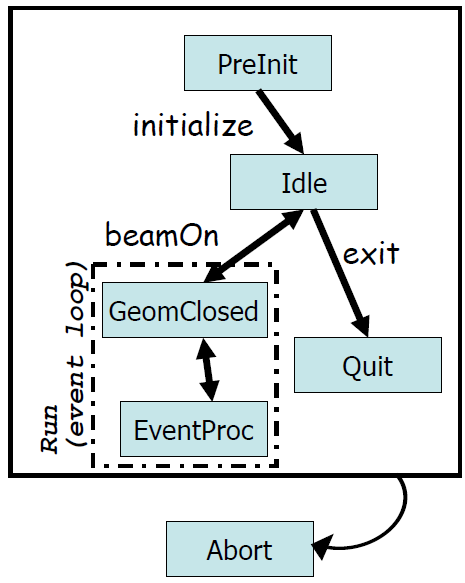 PreInit
initialize
Idle
beamOn
exit
GeomClosed
Run
(event loop)
Quit
EventProc
Abort